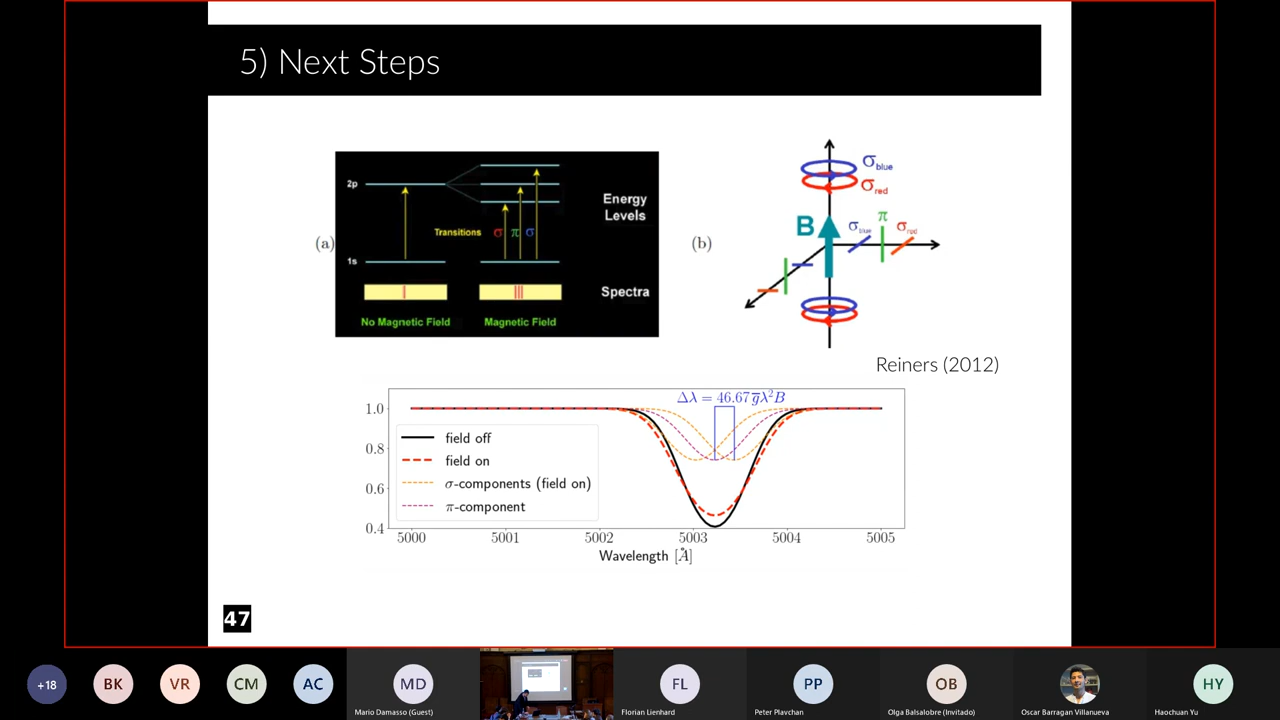 5) Next Steps
(a)
2p
1s
Transitions
σ π σ
Energy
Levels
Spectra
No Magnetic Field
Magnetic Field
(b)
σblue
σred
B
σblue
π
σred
Reiners (2012)
Δλ = 46.67 g̅λ²B
1.0
0.8
0.6
0.4
field off
field on
σ-components (field on)
π-component
5000 5001 5002 5003 5004 5005
Wavelength [Å]
47
+18
BK
VR
CM
AC
MD
Mario Damasso (Guest)
FL
Florian Lienhard
PP
Peter Plavchan
OB
Olga Balsalobre (Invitado)
Oscar Barragan Villanueva
HY
Haochuan Yu